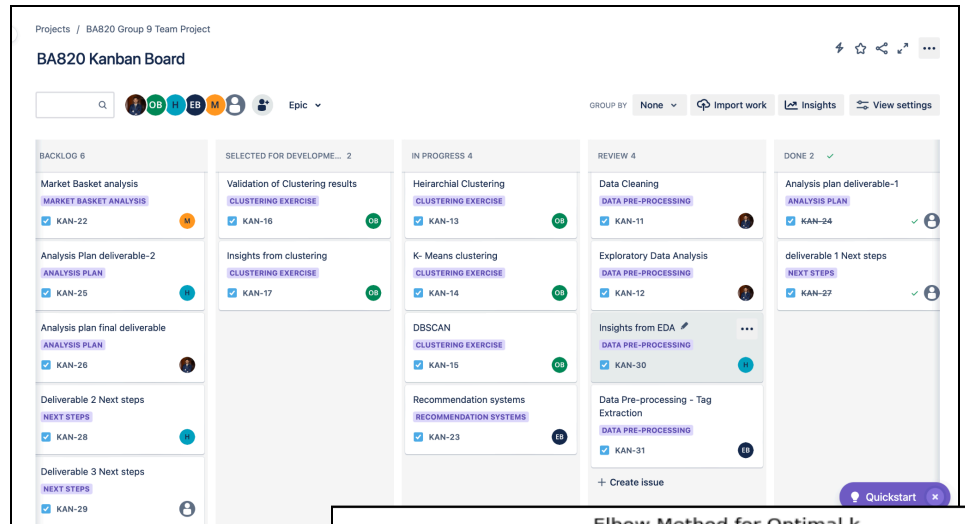 Projects / BA820 Group 9 Team Project
BA820 Kanban Board
OB H EB M
Epic
GROUP BY None Import work Insights View settings
BACKLOG 6
Market Basket analysis
MARKET BASKET ANALYSIS
KAN-22 M
Analysis Plan deliverable-2
ANALYSIS PLAN
KAN-25 H
Analysis plan final deliverable
ANALYSIS PLAN
KAN-26
Deliverable 2 Next steps
NEXT STEPS
KAN-28 H
Deliverable 3 Next steps
NEXT STEPS
KAN-29
SELECTED FOR DEVELOPME... 2
Validation of Clustering results
CLUSTERING EXERCISE
KAN-16 OB
Insights from clustering
CLUSTERING EXERCISE
KAN-17 OB
IN PROGRESS 4
Heirarchial Clustering
CLUSTERING EXERCISE
KAN-13 OB
K- Means clustering
CLUSTERING EXERCISE
KAN-14 OB
DBSCAN
CLUSTERING EXERCISE
KAN-15 OB
Recommendation systems
RECOMMENDATION SYSTEMS
KAN-23 EB
REVIEW 4
Data Cleaning
DATA PRE-PROCESSING
KAN-11
Exploratory Data Analysis
DATA PRE-PROCESSING
KAN-12
Insights from EDA
DATA PRE-PROCESSING
KAN-30 H
Data Pre-processing - Tag
Extraction
DATA PRE-PROCESSING
KAN-31 EB
+ Create issue
DONE 2
Analysis plan deliverable-1
ANALYSIS PLAN
KAN-24
deliverable 1 Next steps
NEXT STEPS
KAN-27
Quickstart
Elbow Method for Optimal k